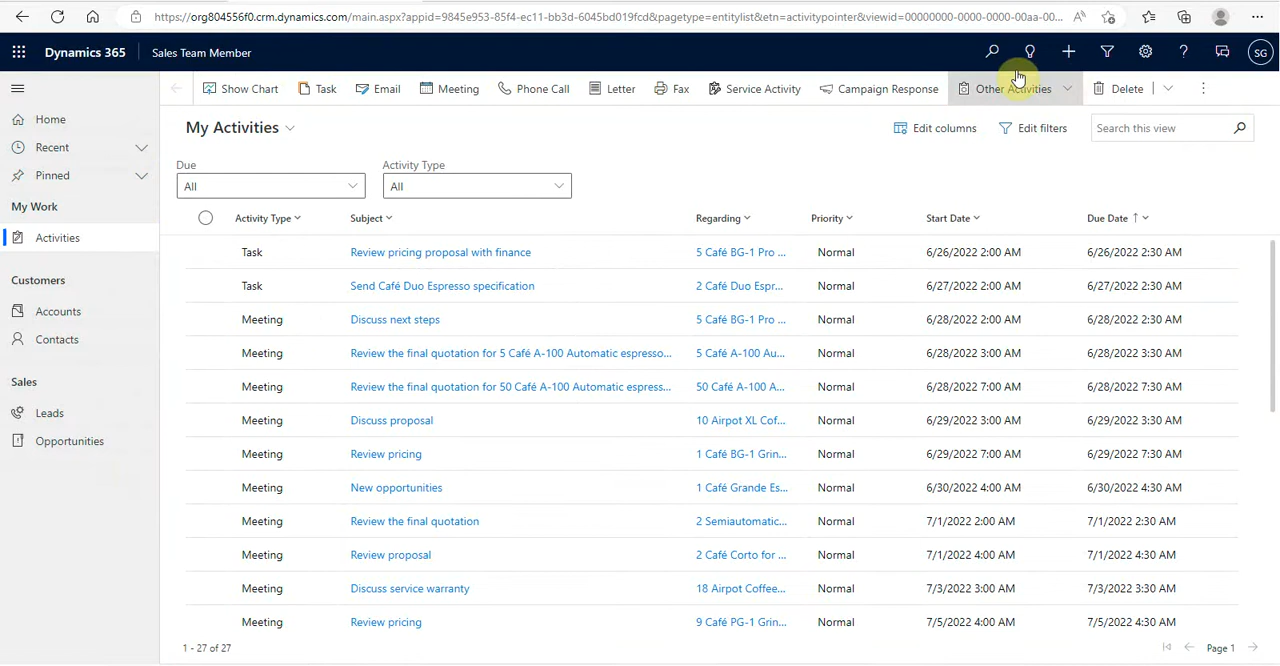 https://org804556f0.crm.dynamics.com/main.aspx?appid=9845e953-85f4-ec11-bb3d-6045bd019fcd&pagetype=entitylist&etn=activitypointer&viewid=00000000-0000-0000-00aa-00...
Dynamics 365 Sales Team Member SG
Show Chart Task Email Meeting Phone Call Letter Fax Service Activity Campaign Response Other Activities Delete
Home
Recent
Pinned
My Work
Activities
Customers
Accounts
Contacts
Sales
Leads
Opportunities
My Activities Edit columns Edit filters Search this view
Due Activity Type
All All
Activity Type Subject Regarding Priority Start Date Due Date
Task Review pricing proposal with finance 5 Café BG-1 Pro ... Normal 6/26/2022 2:00 AM 6/26/2022 2:30 AM
Task Send Café Duo Espresso specification 2 Café Duo Espr... Normal 6/27/2022 2:00 AM 6/27/2022 2:30 AM
Meeting Discuss next steps 5 Café BG-1 Pro ... Normal 6/28/2022 2:00 AM 6/28/2022 2:30 AM
Meeting Review the final quotation for 5 Café A-100 Automatic espresso... 5 Café A-100 Au... Normal 6/28/2022 3:00 AM 6/28/2022 3:30 AM
Meeting Review the final quotation for 50 Café A-100 Automatic espress... 50 Café A-100 A... Normal 6/28/2022 7:00 AM 6/28/2022 7:30 AM
Meeting Discuss proposal 10 Airpot XL Cof... Normal 6/29/2022 3:00 AM 6/29/2022 3:30 AM
Meeting Review pricing 1 Café BG-1 Grin... Normal 6/29/2022 7:00 AM 6/29/2022 7:30 AM
Meeting New opportunities 1 Café Grande Es... Normal 6/30/2022 4:00 AM 6/30/2022 4:30 AM
Meeting Review the final quotation 2 Semiautomatic... Normal 7/1/2022 2:00 AM 7/1/2022 2:30 AM
Meeting Review proposal 2 Café Corto for ... Normal 7/1/2022 4:00 AM 7/1/2022 4:30 AM
Meeting Discuss service warranty 18 Airpot Coffee... Normal 7/3/2022 3:00 AM 7/3/2022 3:30 AM
Meeting Review pricing 9 Café PG-1 Grin... Normal 7/5/2022 4:00 AM 7/5/2022 4:30 AM
1 - 27 of 27 Page 1